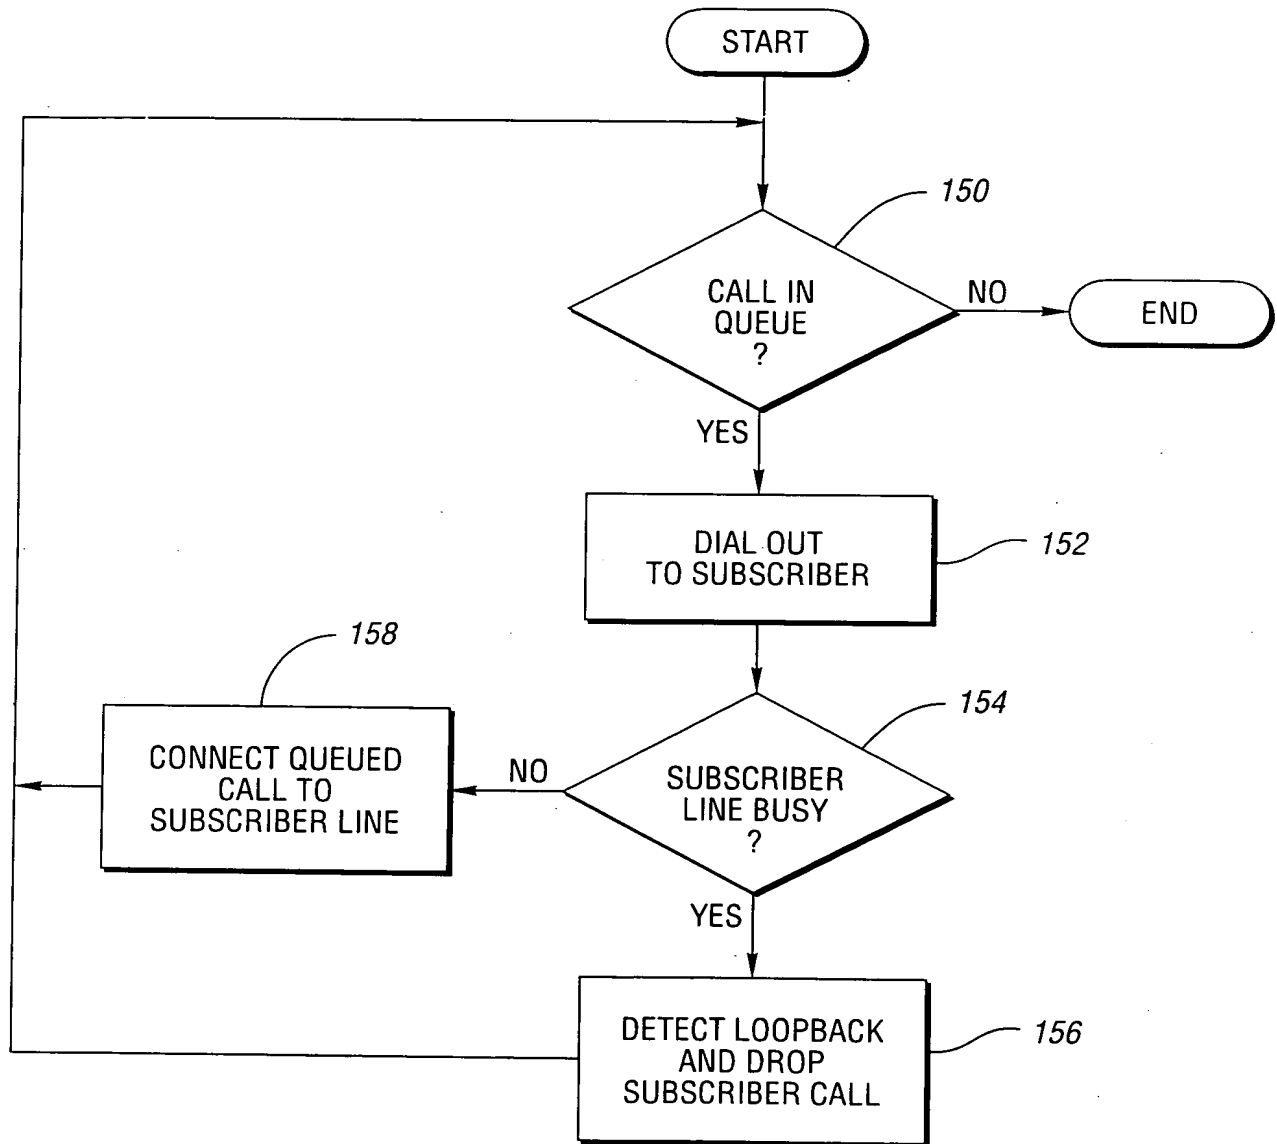 START
150
CALL IN
QUEUE
?
NO
END
YES
DIAL OUT
TO SUBSCRIBER
152
158
154
CONNECT QUEUED
CALL TO
SUBSCRIBER LINE
NO
SUBSCRIBER
LINE BUSY
?
YES
DETECT LOOPBACK
AND DROP
SUBSCRIBER CALL
156